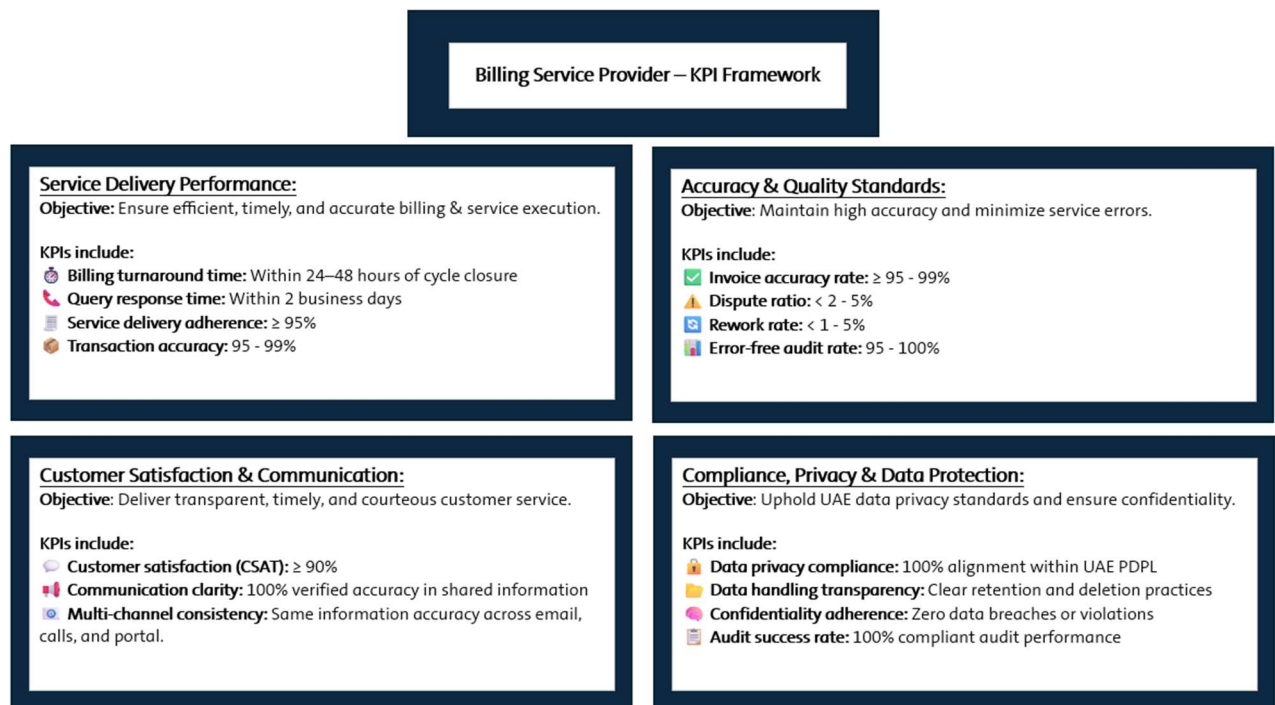 Billing Service Provider – KPI Framework
Service Delivery Performance:
Objective: Ensure efficient, timely, and accurate billing & service execution.
KPIs include:
Billing turnaround time: Within 24–48 hours of cycle closure
Query response time: Within 2 business days
Service delivery adherence: ≥ 95%
Transaction accuracy: 95 - 99%
Accuracy & Quality Standards:
Objective: Maintain high accuracy and minimize service errors.
KPIs include:
Invoice accuracy rate: ≥ 95 - 99%
Dispute ratio: < 2 - 5%
Rework rate: < 1 - 5%
Error-free audit rate: 95 - 100%
Customer Satisfaction & Communication:
Objective: Deliver transparent, timely, and courteous customer service.
KPIs include:
Customer satisfaction (CSAT): ≥ 90%
Communication clarity: 100% verified accuracy in shared information
Multi-channel consistency: Same information accuracy across email,
calls, and portal.
Compliance, Privacy & Data Protection:
Objective: Uphold UAE data privacy standards and ensure confidentiality.
KPIs include:
Data privacy compliance: 100% alignment within UAE PDPL
Data handling transparency: Clear retention and deletion practices
Confidentiality adherence: Zero data breaches or violations
Audit success rate: 100% compliant audit performance